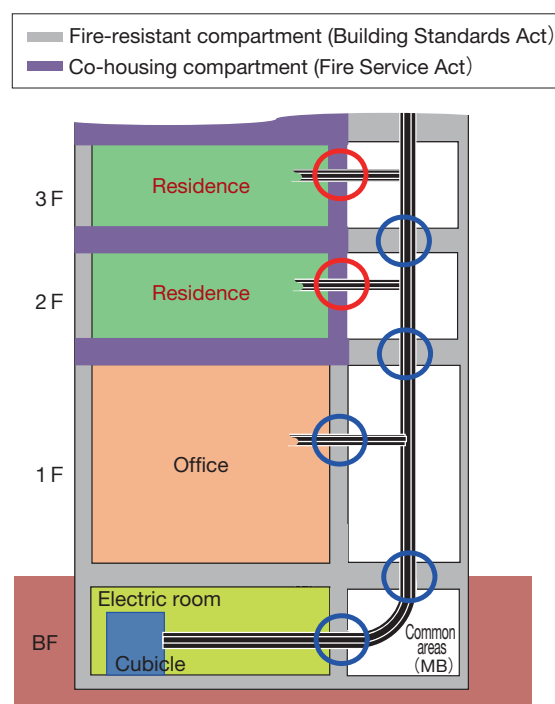 Fire-resistant compartment (Building Standards Act)
Co-housing compartment (Fire Service Act)
3 F
Residence
2 F
Residence
1 F
Office
Electric room
BF
Cubicle
Common
areas
(MB)